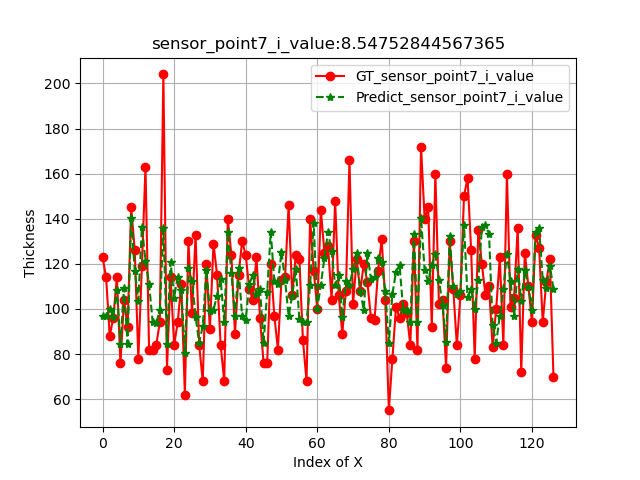 sensor_point7_i_value:8.54752844567365
GT_sensor_point7_i_value
Predict_sensor_point7_i_value
Thickness
200
180
160
140
120
100
80
60
0 20 40 60 80 100 120
Index of X